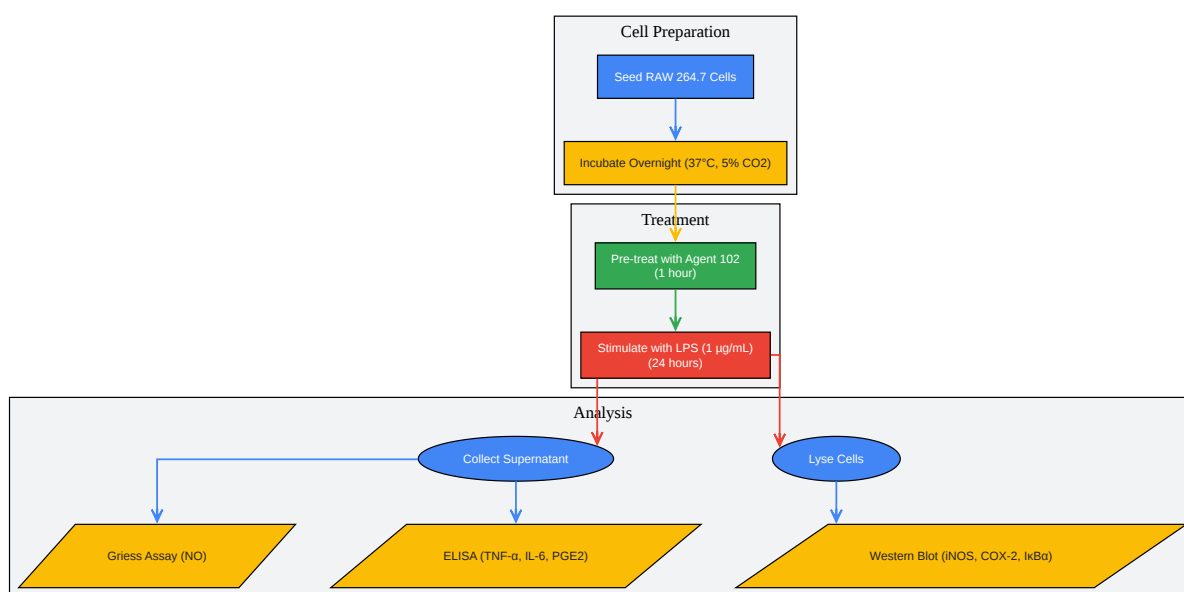 Cell Preparation
Seed RAW 264.7 Cells
Incubate Overnight (37°C, 5% CO2)
Treatment
Pre-treat with Agent 102
(1 hour)
Stimulate with LPS (1 µg/mL)
(24 hours)
Analysis
Collect Supernatant
Lyse Cells
Griess Assay (NO)
ELISA (TNF-α, IL-6, PGE2)
Western Blot (iNOS, COX-2, IκBα)